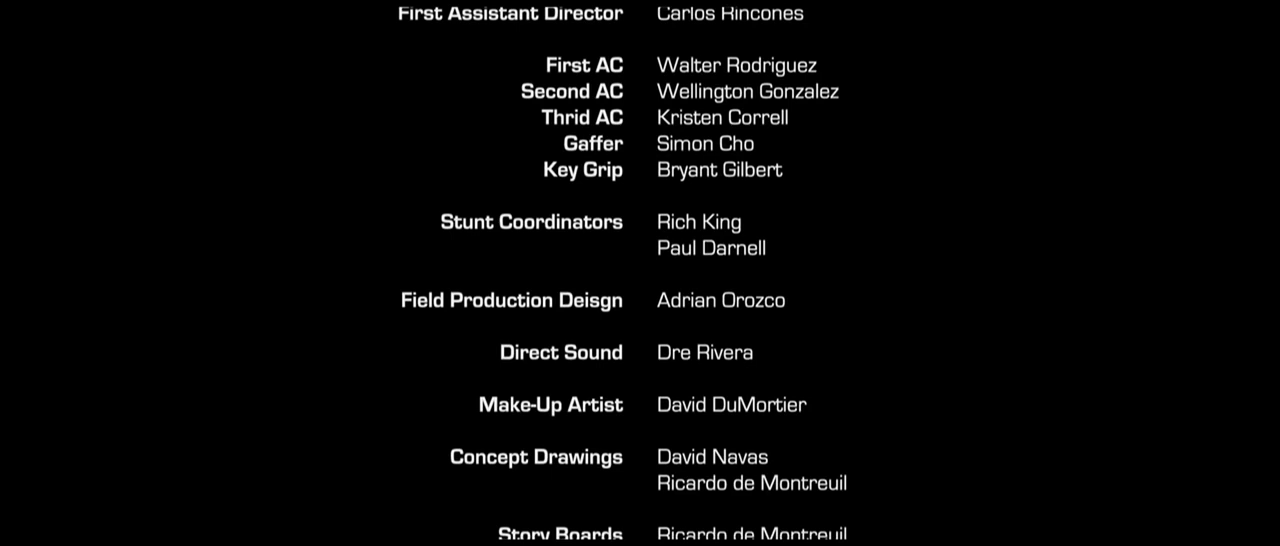 First Assistant Director Carlos Rincones
First AC Walter Rodriguez
Second AC Wellington Gonzalez
Thrid AC Kristen Correll
Gaffer Simon Cho
Key Grip Bryant Gilbert
Stunt Coordinators Rich King
Paul Darnell
Field Production Deisgn Adrian Orozco
Direct Sound Dre Rivera
Make-Up Artist David DuMortier
Concept Drawings David Navas
Ricardo de Montreuil
Story Boards Ricardo de Montreuil